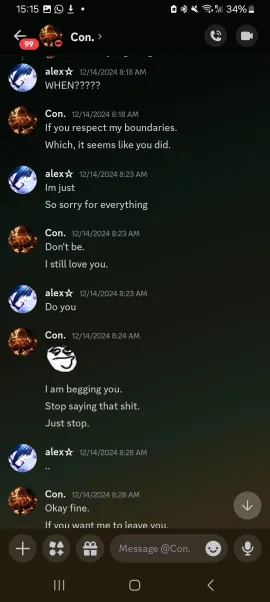 15:15
34%
99
Con.
alex☆ 12/14/2024 8:18 AM
WHEN?????
Con. 12/14/2024 8:18 AM
If you respect my boundaries.
Which, it seems like you did.
alex☆ 12/14/2024 8:23 AM
Im just
So sorry for everything
Con. 12/14/2024 8:23 AM
Don't be.
I still love you.
alex☆ 12/14/2024 8:23 AM
Do you
Con. 12/14/2024 8:24 AM
I am begging you.
Stop saying that shit.
Just stop.
alex☆ 12/14/2024 8:28 AM
..
Con. 12/14/2024 8:28 AM
Okay fine.
If you want me to leave you,
Message @Con.